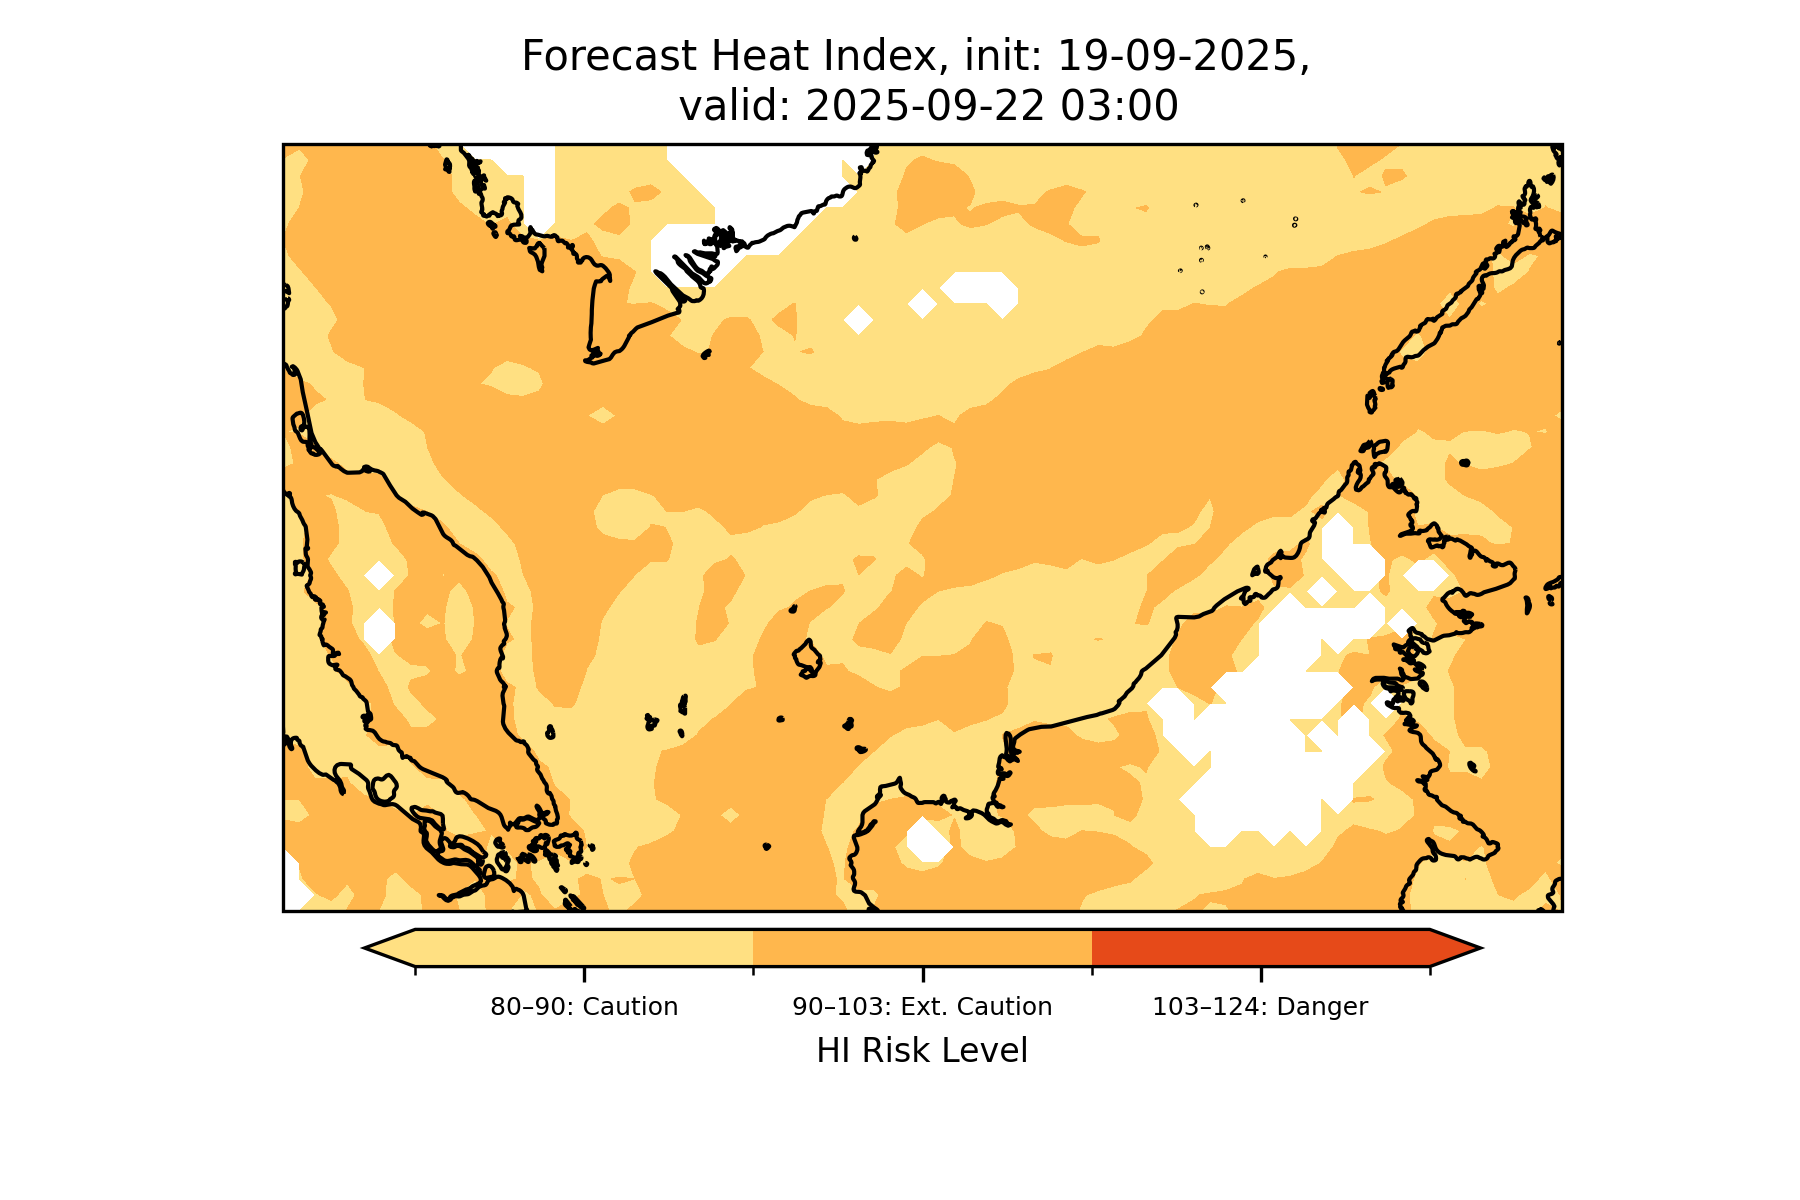 Forecast Heat Index, init: 19-09-2025,
valid: 2025-09-22 03:00
80–90: Caution
90–103: Ext. Caution
103–124: Danger
HI Risk Level